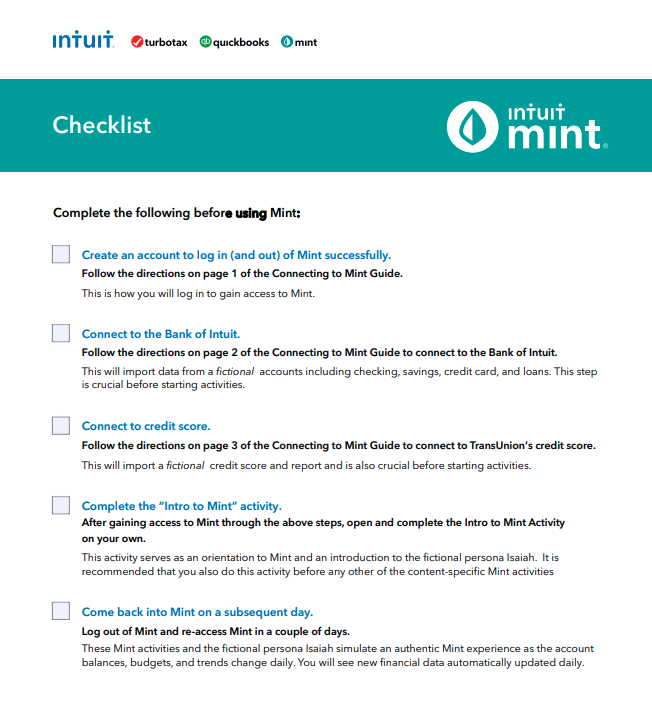 ıntuıt. turbotax qb quickbooks mint
Checklist
ıntuıt
mint®
Complete the following before using Mint:
Create an account to log in (and out) of Mint successfully.
Follow the directions on page 1 of the Connecting to Mint Guide.
This is how you will log in to gain access to Mint.
Connect to the Bank of Intuit.
Follow the directions on page 2 of the Connecting to Mint Guide to connect to the Bank of Intuit.
This will import data from a fictional accounts including checking, savings, credit card, and loans. This step
is crucial before starting activities.
Connect to credit score.
Follow the directions on page 3 of the Connecting to Mint Guide to connect to TransUnion’s credit score.
This will import a fictional credit score and report and is also crucial before starting activities.
Complete the “Intro to Mint” activity.
After gaining access to Mint through the above steps, open and complete the Intro to Mint Activity
on your own.
This activity serves as an orientation to Mint and an introduction to the fictional persona Isaiah. It is
recommended that you also do this activity before any other of the content-specific Mint activities
Come back into Mint on a subsequent day.
Log out of Mint and re-access Mint in a couple of days.
These Mint activities and the fictional persona Isaiah simulate an authentic Mint experience as the account
balances, budgets, and trends change daily. You will see new financial data automatically updated daily.